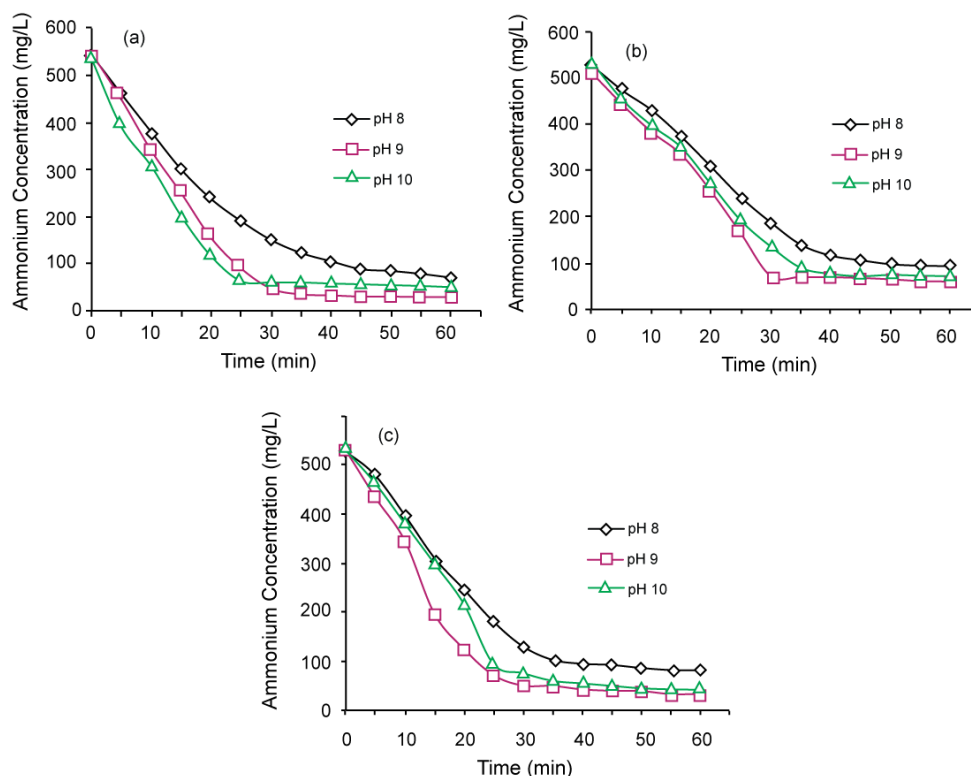 (a)
Ammonium Concentration (mg/L)
600
500
400
300
200
100
0
pH 8
pH 9
pH 10
0 10 20 30 40 50 60
Time (min)
(b)
Ammonium Concentration (mg/L)
600
500
400
300
200
100
0
pH 8
pH 9
pH 10
0 10 20 30 40 50 60
Time (min)
(c)
Ammonium Concentration (mg/L)
500
400
300
200
100
0
pH 8
pH 9
pH 10
0 10 20 30 40 50 60
Time (min)